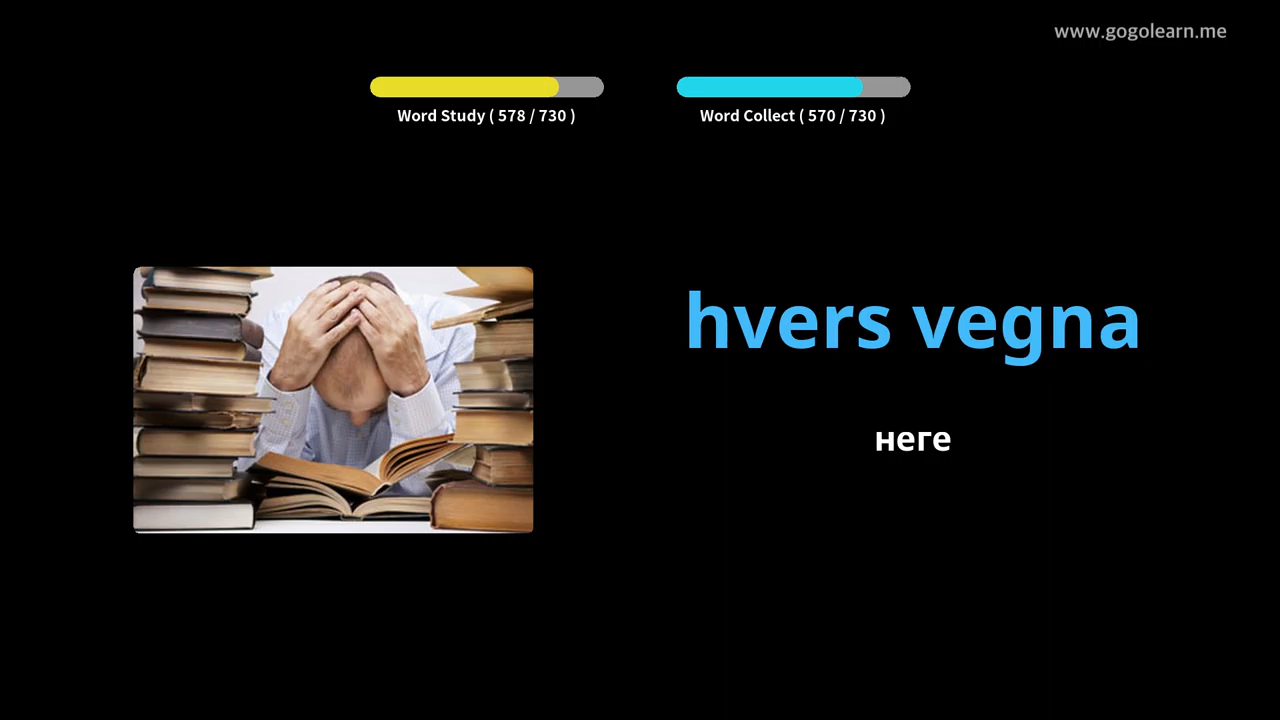 www.gogolearn.me
Word Study ( 578 / 730 )
Word Collect ( 570 / 730 )
hvers vegna
неге